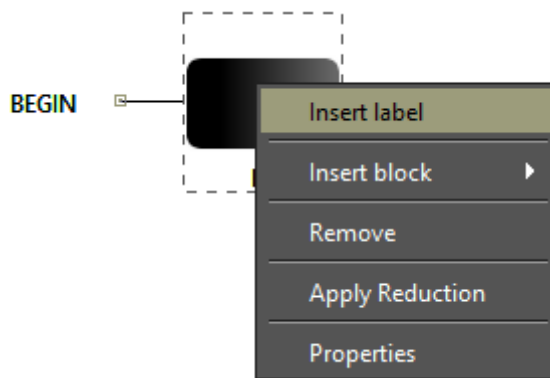 BEGIN
Insert label
Insert block
Remove
Apply Reduction
Properties